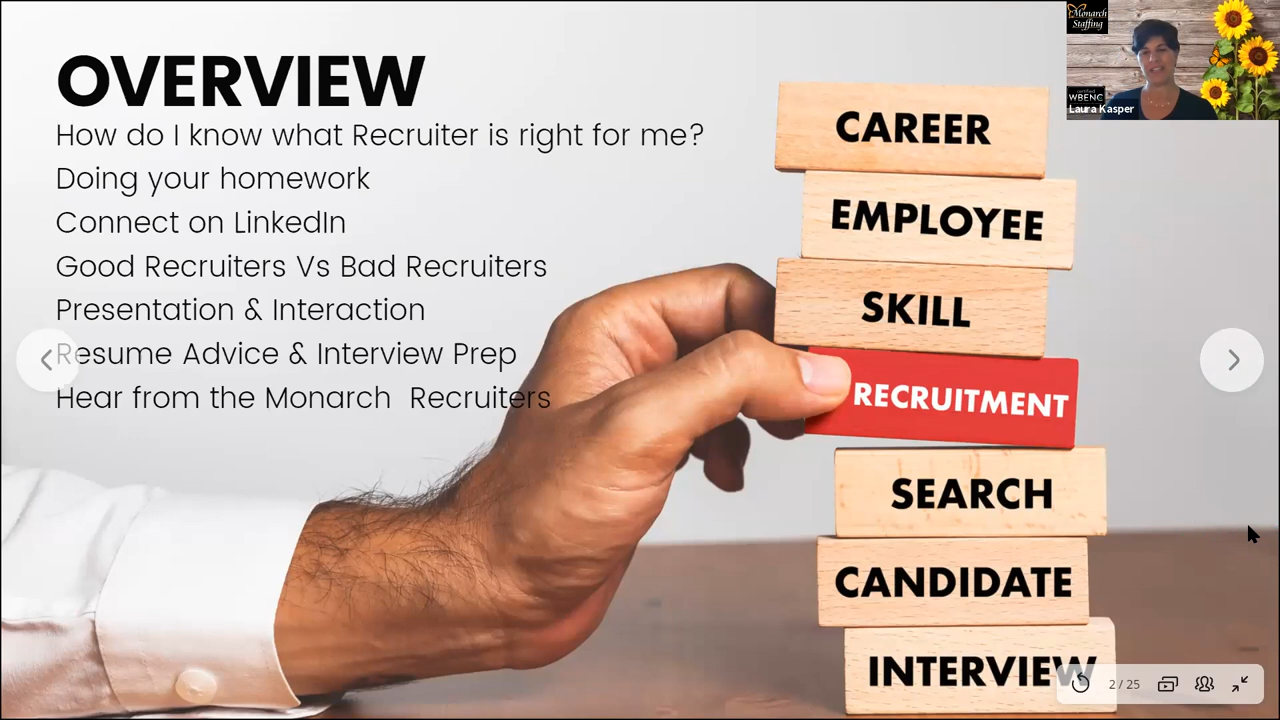 OVERVIEW
How do I know what Recruiter is right for me?
Doing your homework
Connect on LinkedIn
Good Recruiters Vs Bad Recruiters
Presentation & Interaction
Resume Advice & Interview Prep
Hear from the Monarch Recruiters
CAREER
EMPLOYEE
SKILL
RECRUITMENT
SEARCH
CANDIDATE
INTERVIEW
Monarch
Staffing
certified
WBENC
Laura Kasper
2 / 25